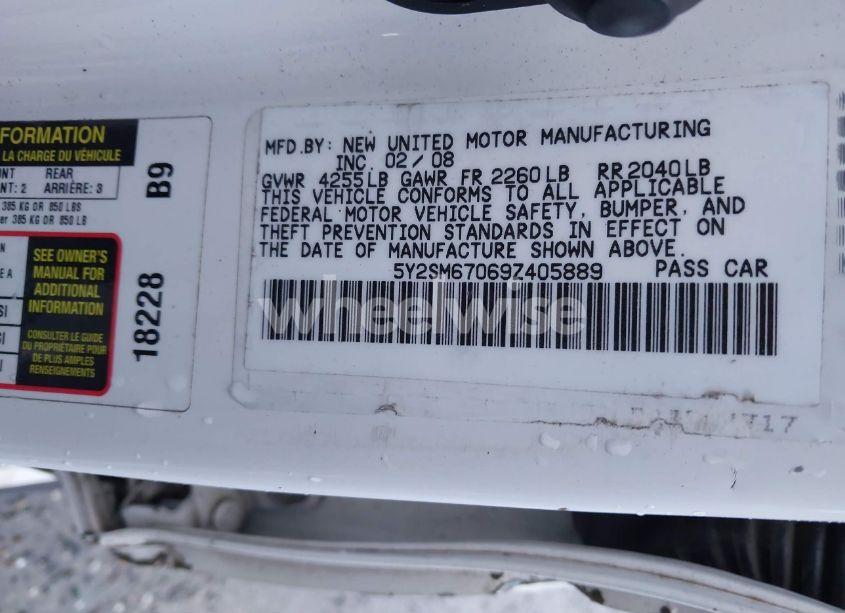 FORMATION
LA CHARGE DU VÉHICULE
REAR
NT: 2 ARRIÈRE: 3
385 KG OR 850 LBS
er 385 KG OR 850 LB
B9
18228
SEE OWNER'S
MANUAL FOR
ADDITIONAL
INFORMATION
CONSULTER LE GUIDE
DU PROPRIÉTAIRE POUR
DE PLUS AMPLES
RENSEIGNEMENTS
MFD.BY: NEW UNITED MOTOR MANUFACTURING
INC 02/08
GVWR 4255LB GAWR FR 2260LB RR2040LB
THIS VEHICLE CONFORMS TO ALL APPLICABLE
FEDERAL MOTOR VEHICLE SAFETY, BUMPER, AND
THEFT PREVENTION STANDARDS IN EFFECT ON
THE DATE OF MANUFACTURE SHOWN ABOVE.
5Y2SM67069Z405889 PASS CAR
wheelwise
717